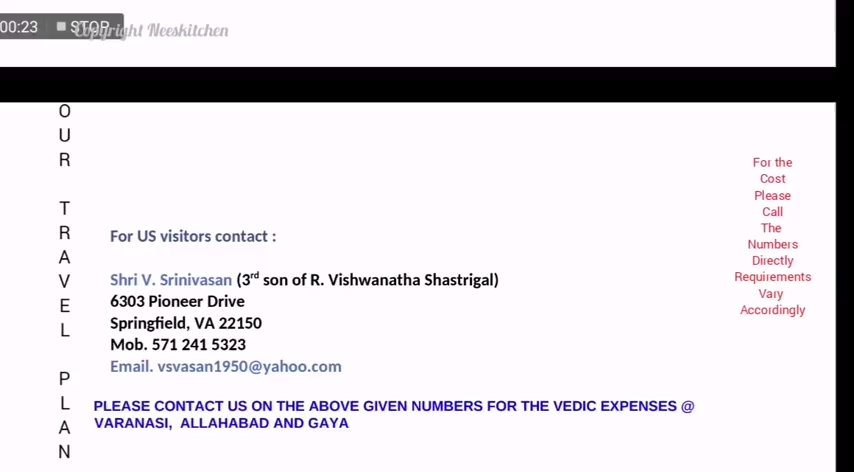 00:23 STOP
Copyright Neeskitchen
OUR TRAVEL PLAN
For the
Cost
Please
Call
The
Numbers
Directly
Requirements
Vary
Accordingly
For US visitors contact :
Shri V. Srinivasan (3rd son of R. Vishwanatha Shastrigal)
6303 Pioneer Drive
Springfield, VA 22150
Mob. 571 241 5323
Email. vsvasan1950@yahoo.com
PLEASE CONTACT US ON THE ABOVE GIVEN NUMBERS FOR THE VEDIC EXPENSES @
VARANASI, ALLAHABAD AND GAYA